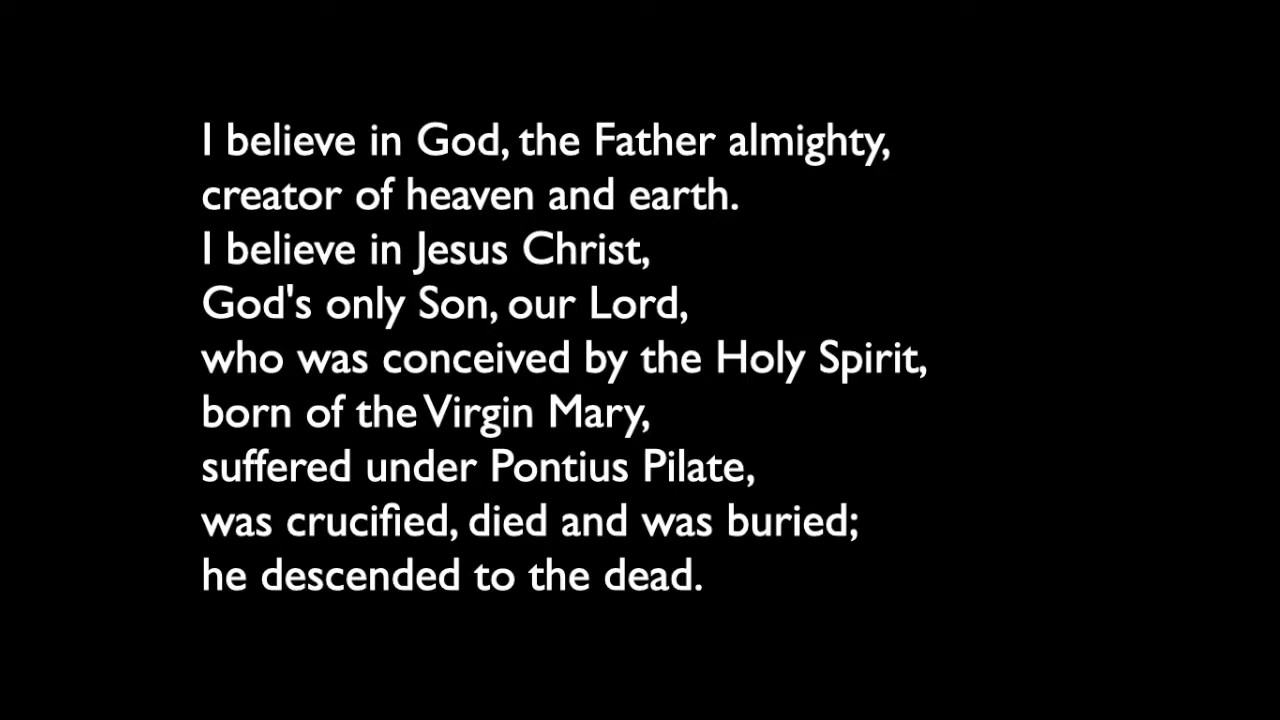 I believe in God, the Father almighty,
creator of heaven and earth.
I believe in Jesus Christ,
God's only Son, our Lord,
who was conceived by the Holy Spirit,
born of the Virgin Mary,
suffered under Pontius Pilate,
was crucified, died and was buried;
he descended to the dead.